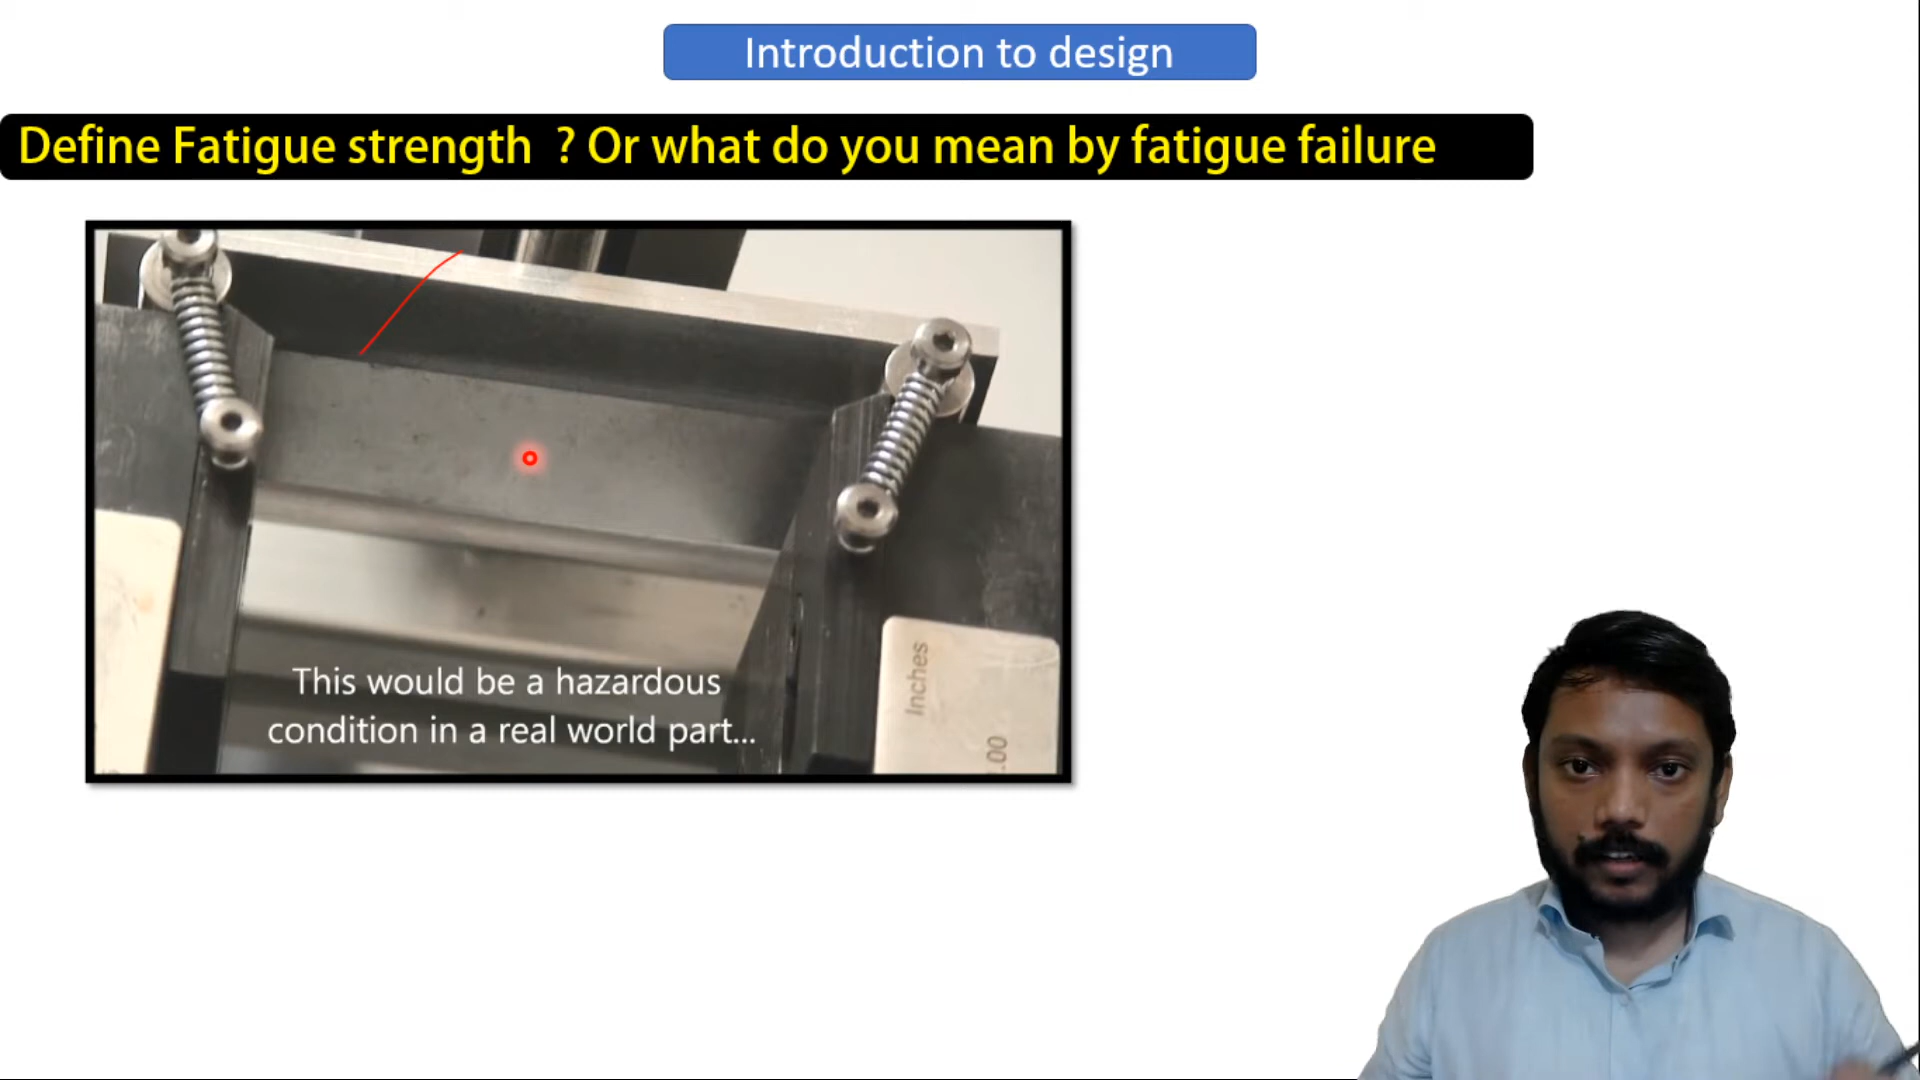 Introduction to design
Define Fatigue strength ? Or what do you mean by fatigue failure
Inches
.00
This would be a hazardous
condition in a real world part...